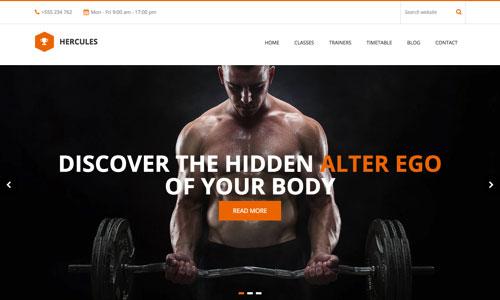 +555 234 762 Mon - Fri 9:00 am - 17:00 pm Search website
HERCULES HOME CLASSES TRAINERS TIMETABLE BLOG CONTACT
DISCOVER THE HIDDEN ALTER EGO
OF YOUR BODY
READ MORE